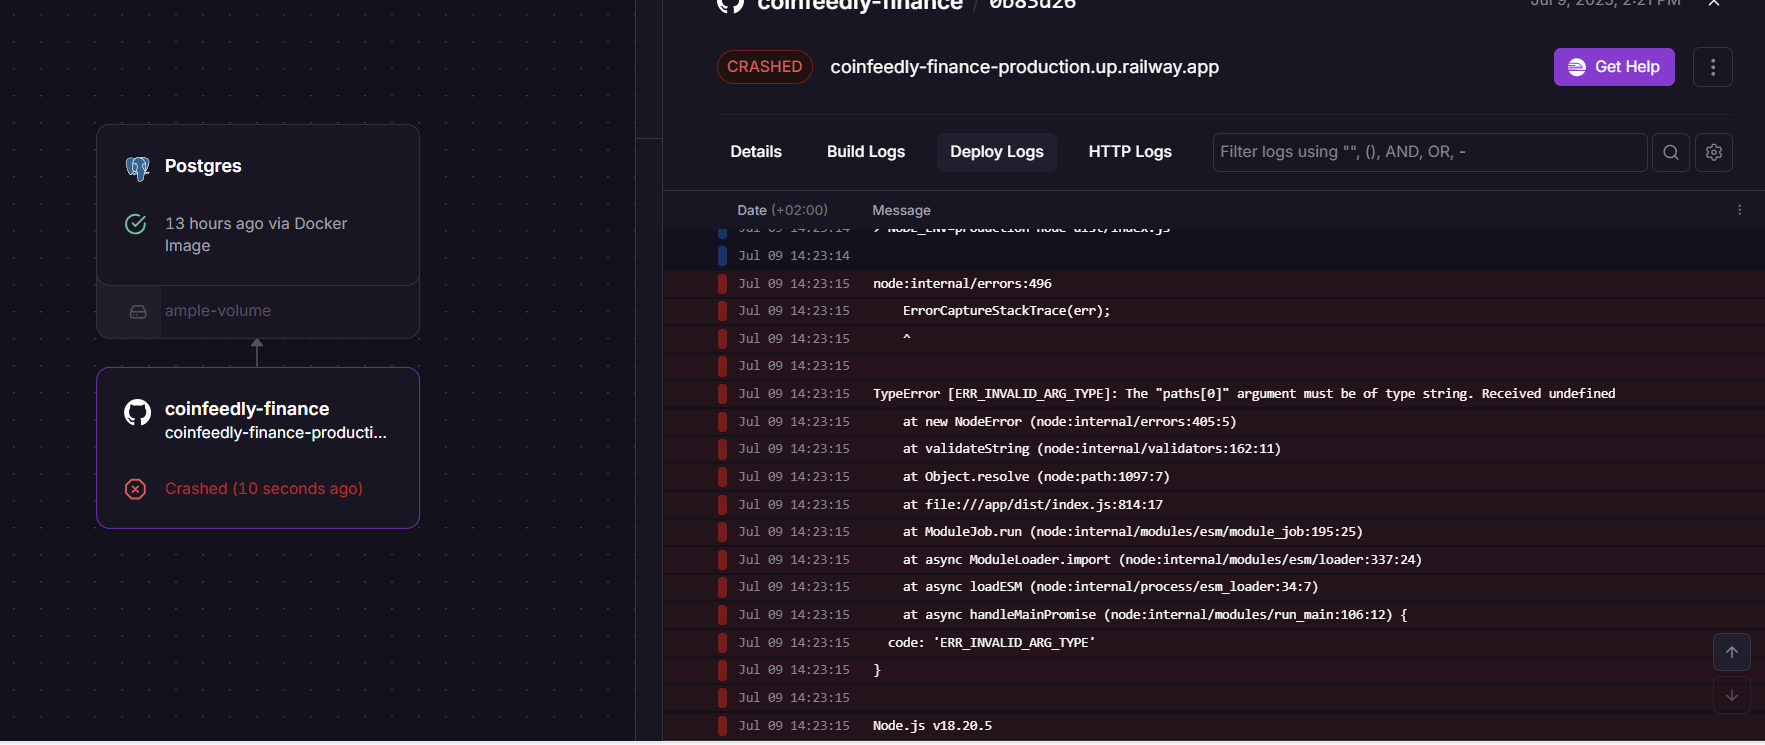 coinfeedly-finance / 0b83d26
Jul 9, 2025, 2:21 PM
CRASHED
coinfeedly-finance-production.up.railway.app
Get Help
Postgres
13 hours ago via Docker
Image
ample-volume
coinfeedly-finance
coinfeedly-finance-producti...
Crashed (10 seconds ago)
Details
Build Logs
Deploy Logs
HTTP Logs
Filter logs using "", (), AND, OR, -
Date (+02:00) Message
Jul 09 14:23:14 > NODE_ENV=production node dist/index.js
Jul 09 14:23:14
Jul 09 14:23:15 node:internal/errors:496
Jul 09 14:23:15 ErrorCaptureStackTrace(err);
Jul 09 14:23:15 ^
Jul 09 14:23:15
Jul 09 14:23:15 TypeError [ERR_INVALID_ARG_TYPE]: The "paths[0]" argument must be of type string. Received undefined
Jul 09 14:23:15 at new NodeError (node:internal/errors:405:5)
Jul 09 14:23:15 at validateString (node:internal/validators:162:11)
Jul 09 14:23:15 at Object.resolve (node:path:1097:7)
Jul 09 14:23:15 at file:///app/dist/index.js:814:17
Jul 09 14:23:15 at ModuleJob.run (node:internal/modules/esm/module_job:195:25)
Jul 09 14:23:15 at async ModuleLoader.import (node:internal/modules/esm/loader:337:24)
Jul 09 14:23:15 at async loadESM (node:internal/process/esm_loader:34:7)
Jul 09 14:23:15 at async handleMainPromise (node:internal/modules/run_main:106:12) {
Jul 09 14:23:15 code: 'ERR_INVALID_ARG_TYPE'
Jul 09 14:23:15 }
Jul 09 14:23:15
Jul 09 14:23:15 Node.js v18.20.5